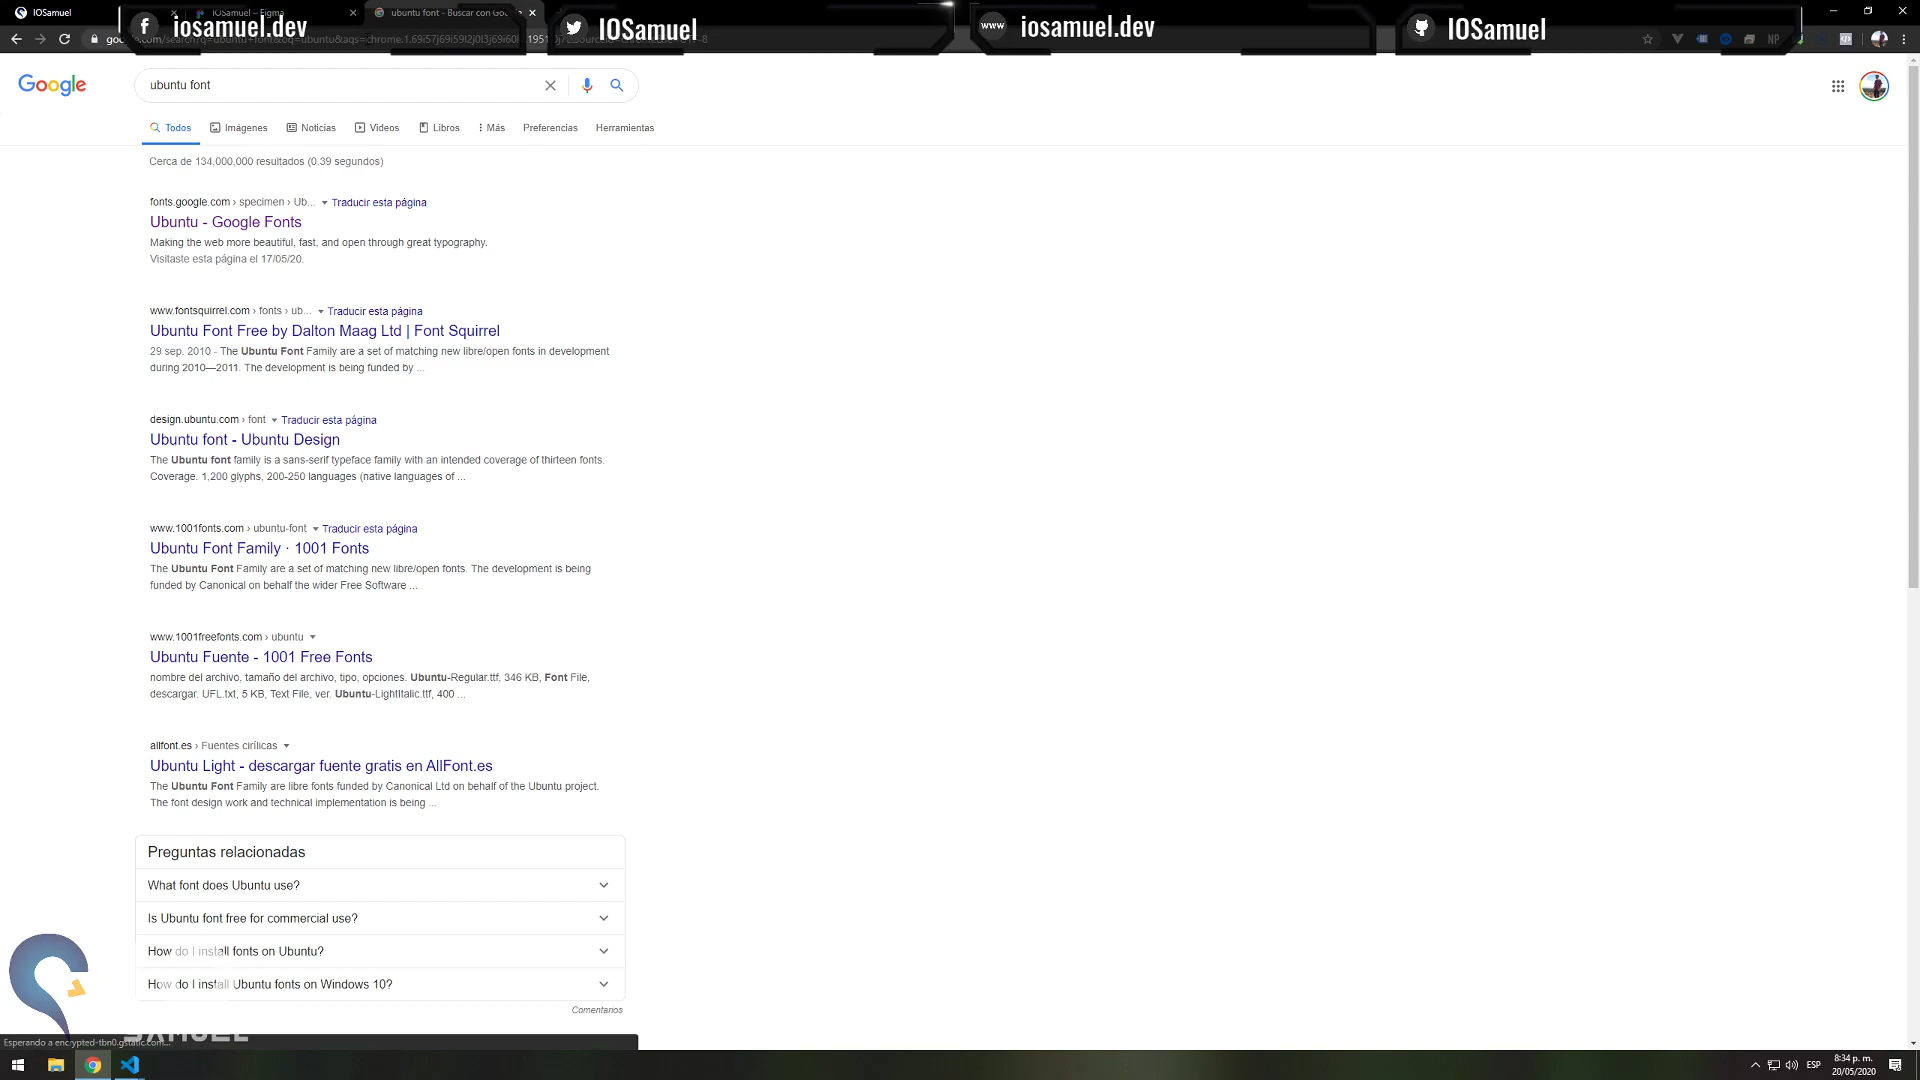 IOSamuel
IOSamuel – Figma
ubuntu font - Buscar con Goo
iosamuel.dev
IOSamuel
iosamuel.dev
IOSamuel
Google
ubuntu font
Todos
Imágenes
Noticias
Videos
Libros
Más
Preferencias
Herramientas
Cerca de 134,000,000 resultados (0.39 segundos)
fonts.google.com › specimen › Ub... Traducir esta página
Ubuntu - Google Fonts
Making the web more beautiful, fast, and open through great typography.
Visitaste esta página el 17/05/20.
www.fontsquirrel.com › fonts › ub... Traducir esta página
Ubuntu Font Free by Dalton Maag Ltd | Font Squirrel
29 sep. 2010 - The Ubuntu Font Family are a set of matching new libre/open fonts in development
during 2010—2011. The development is being funded by ...
design.ubuntu.com › font Traducir esta página
Ubuntu font - Ubuntu Design
The Ubuntu font family is a sans-serif typeface family with an intended coverage of thirteen fonts.
Coverage. 1,200 glyphs, 200-250 languages (native languages of ...
www.1001fonts.com › ubuntu-font Traducir esta página
Ubuntu Font Family · 1001 Fonts
The Ubuntu Font Family are a set of matching new libre/open fonts. The development is being
funded by Canonical on behalf the wider Free Software ...
www.1001freefonts.com › ubuntu
Ubuntu Fuente - 1001 Free Fonts
nombre del archivo, tamaño del archivo, tipo, opciones. Ubuntu-Regular.ttf, 346 KB, Font File,
descargar. UFL.txt, 5 KB, Text File, ver. Ubuntu-LightItalic.ttf, 400 ...
allfont.es › Fuentes cirílicas
Ubuntu Light - descargar fuente gratis en AllFont.es
The Ubuntu Font Family are libre fonts funded by Canonical Ltd on behalf of the Ubuntu project.
The font design work and technical implementation is being ...
Preguntas relacionadas
What font does Ubuntu use?
Is Ubuntu font free for commercial use?
How do I install fonts on Ubuntu?
How do I install Ubuntu fonts on Windows 10?
Comentarios
SAMUEL
Esperando a encrypted-tbn0.gstatic.com...
ESP
8:34 p. m.
20/05/2020